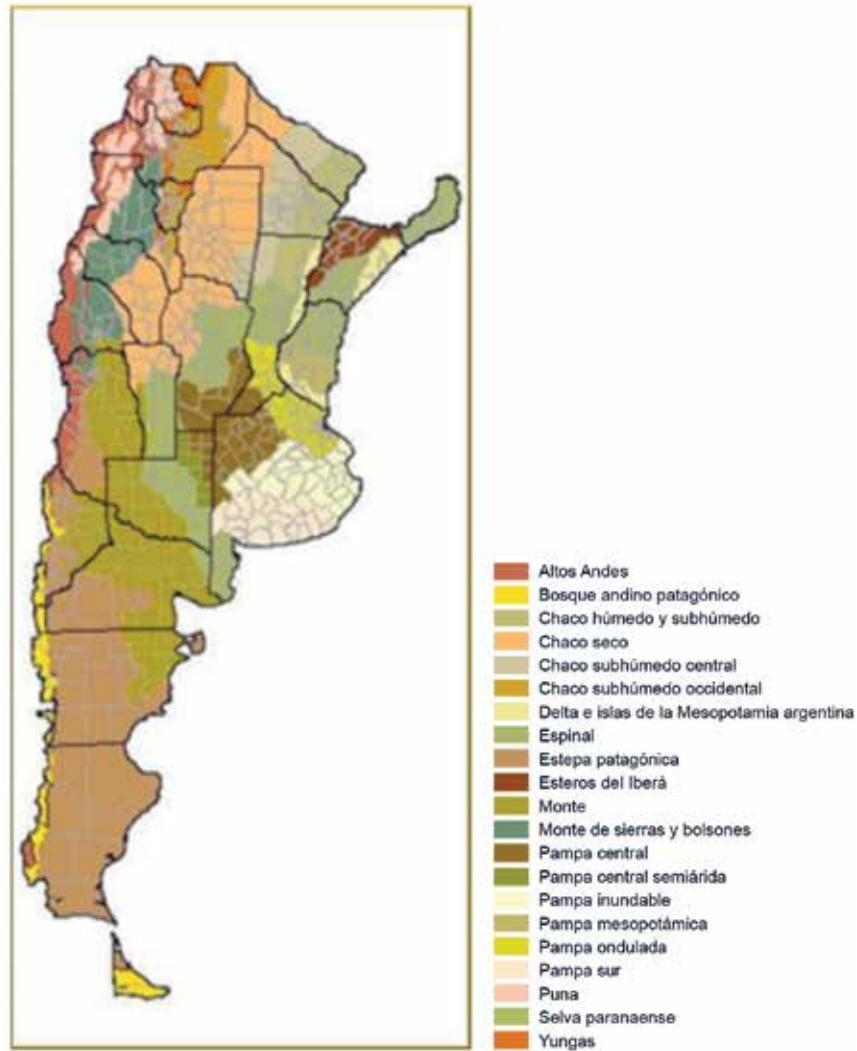 Altos Andes
Bosque andino patagónico
Chaco húmedo y subhúmedo
Chaco seco
Chaco subhúmedo central
Chaco subhúmedo occidental
Delta e islas de la Mesopotamia argentina
Espinal
Estepa patagónica
Esteros del Iberá
Monte
Monte de sierras y bolsones
Pampa central
Pampa central semiárida
Pampa inundable
Pampa mesopotámica
Pampa ondulada
Pampa sur
Puna
Selva paranaense
Yungas